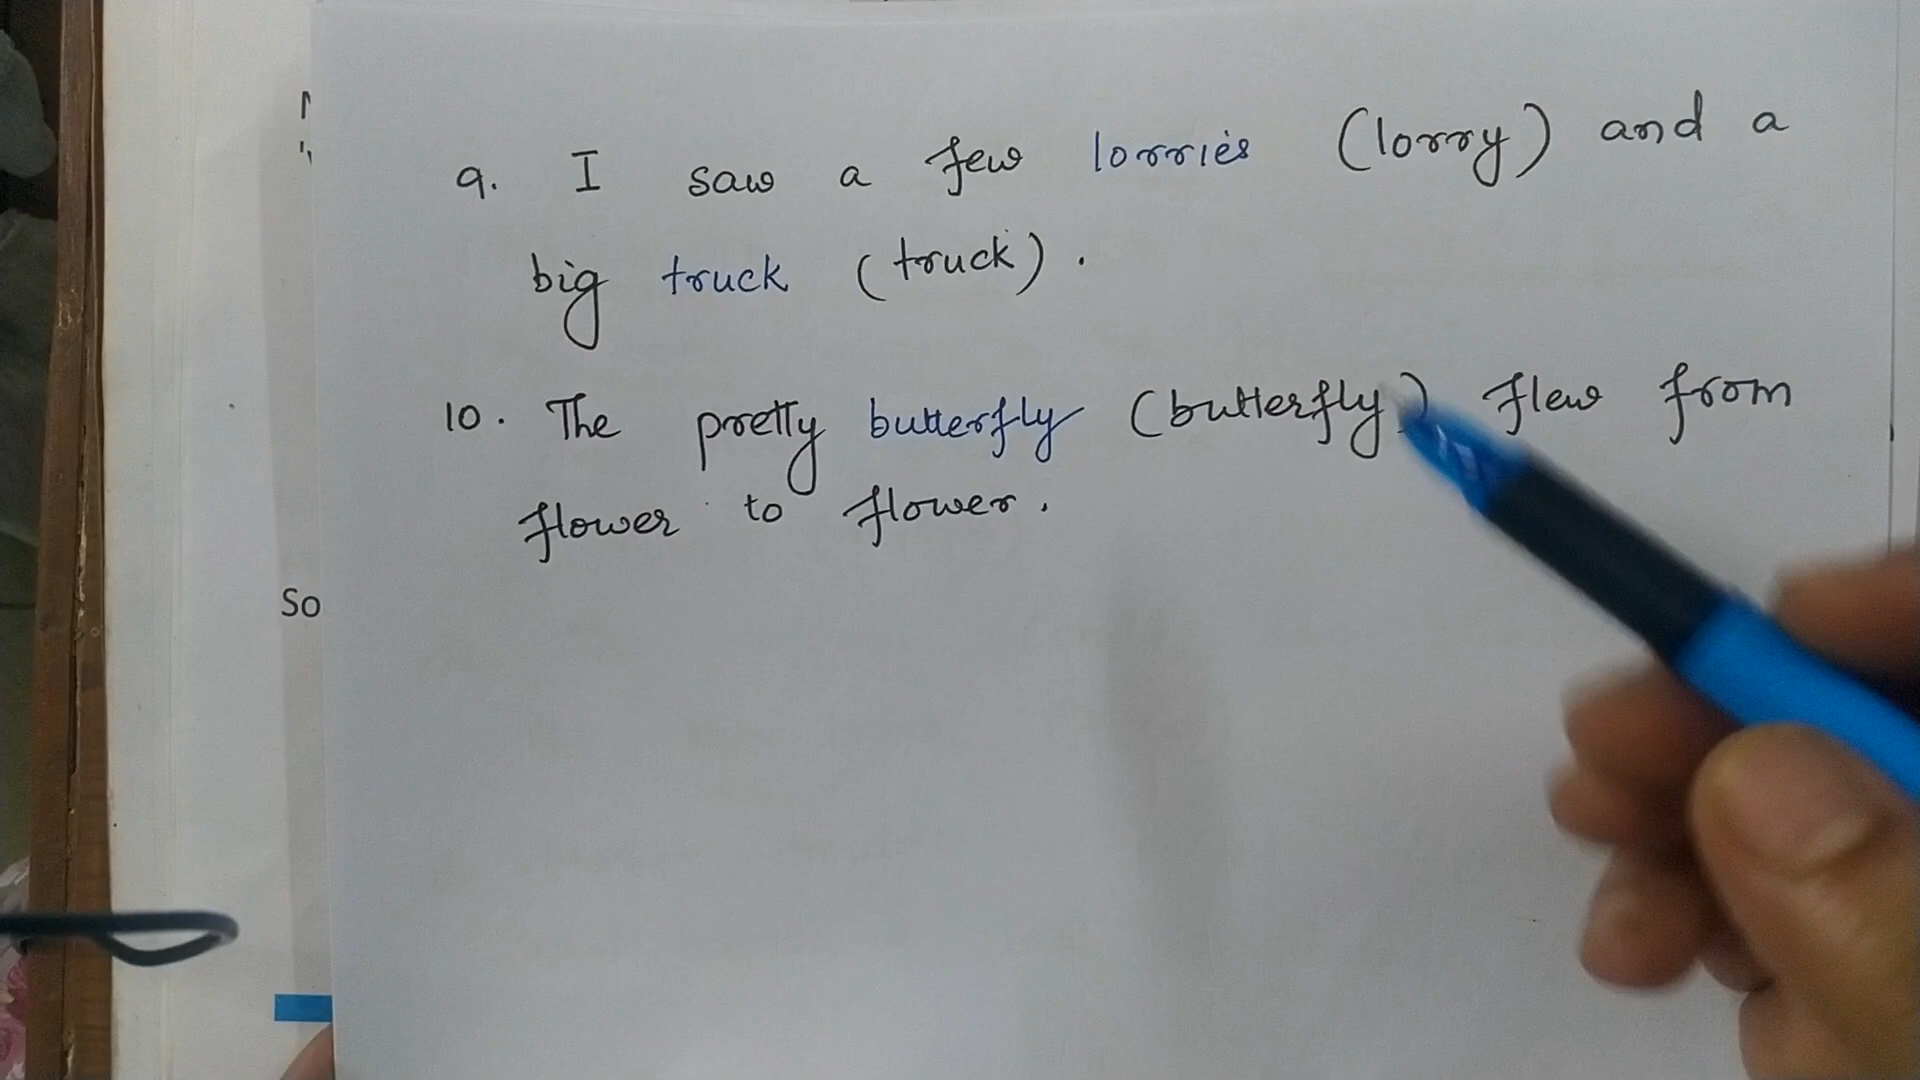 9. I saw a few lorries (lorry) and a
big truck (truck).
10. The pretty butterfly (butterfly) flew from
flower to flower.
So